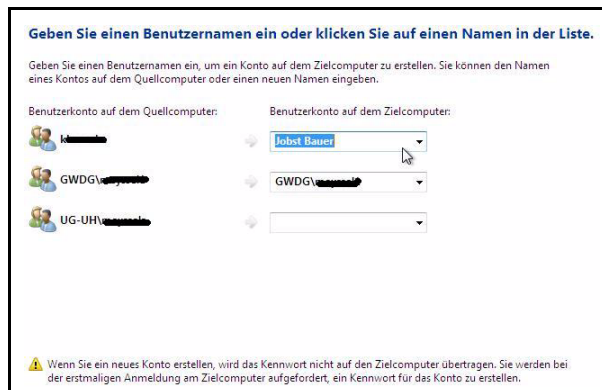 Geben Sie einen Benutzernamen ein oder klicken Sie auf einen Namen in der Liste.
Geben Sie einen Benutzernamen ein, um ein Konto auf dem Zielcomputer zu erstellen. Sie können den Namen
eines Kontos auf dem Quellcomputer oder einen neuen Namen eingeben.
Benutzerkonto auf dem Quellcomputer: Benutzerkonto auf dem Zielcomputer:
Jobst Bauer
GWDG\ GWDG\
UG-UH\
Wenn Sie ein neues Konto erstellen, wird das Kennwort nicht auf den Zielcomputer übertragen. Sie werden bei
der erstmaligen Anmeldung am Zielcomputer aufgefordert, ein Kennwort für das Konto zu erstellen.